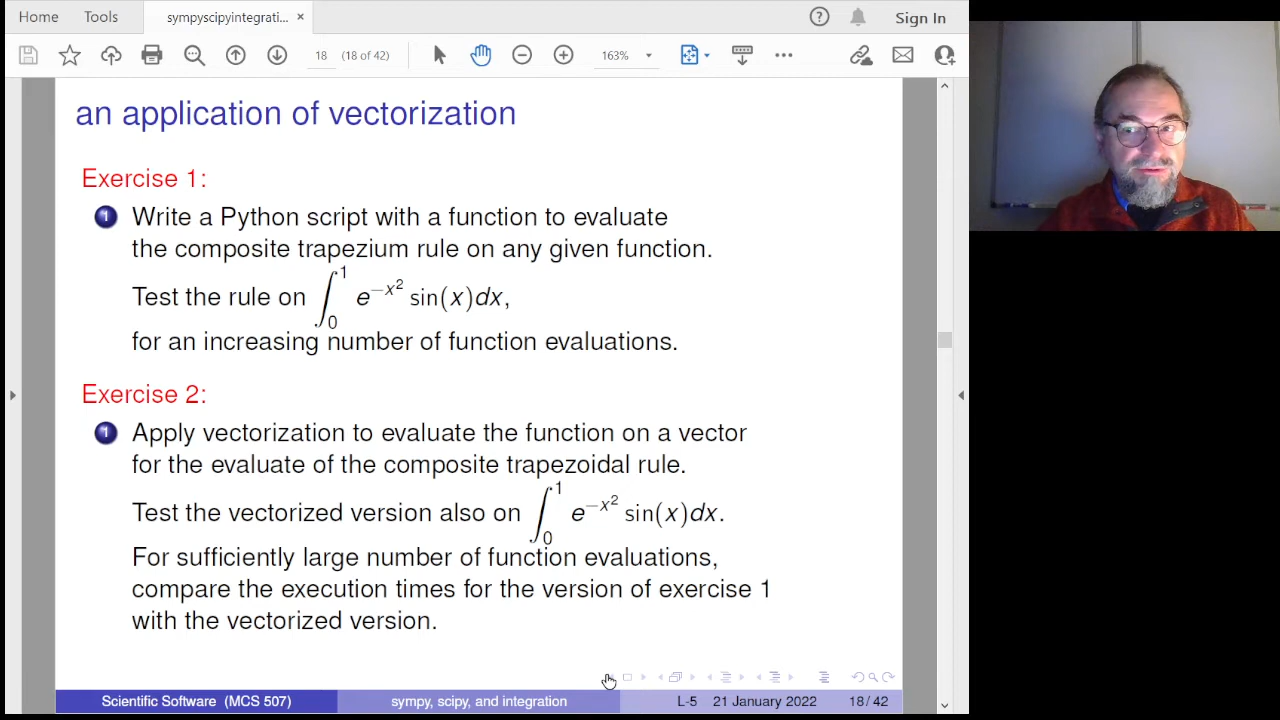 Home Tools sympyscipyintegrati... ×
Sign In
18 (18 of 42) 163%
an application of vectorization
Exercise 1:
1 Write a Python script with a function to evaluate
the composite trapezium rule on any given function.
Test the rule on ∫₀¹ e^{−x²} sin(x)dx,
for an increasing number of function evaluations.
Exercise 2:
1 Apply vectorization to evaluate the function on a vector
for the evaluate of the composite trapezoidal rule.
Test the vectorized version also on ∫₀¹ e^{−x²} sin(x)dx.
For sufficiently large number of function evaluations,
compare the execution times for the version of exercise 1
with the vectorized version.
Scientific Software (MCS 507) sympy, scipy, and integration L-5 21 January 2022 18 / 42